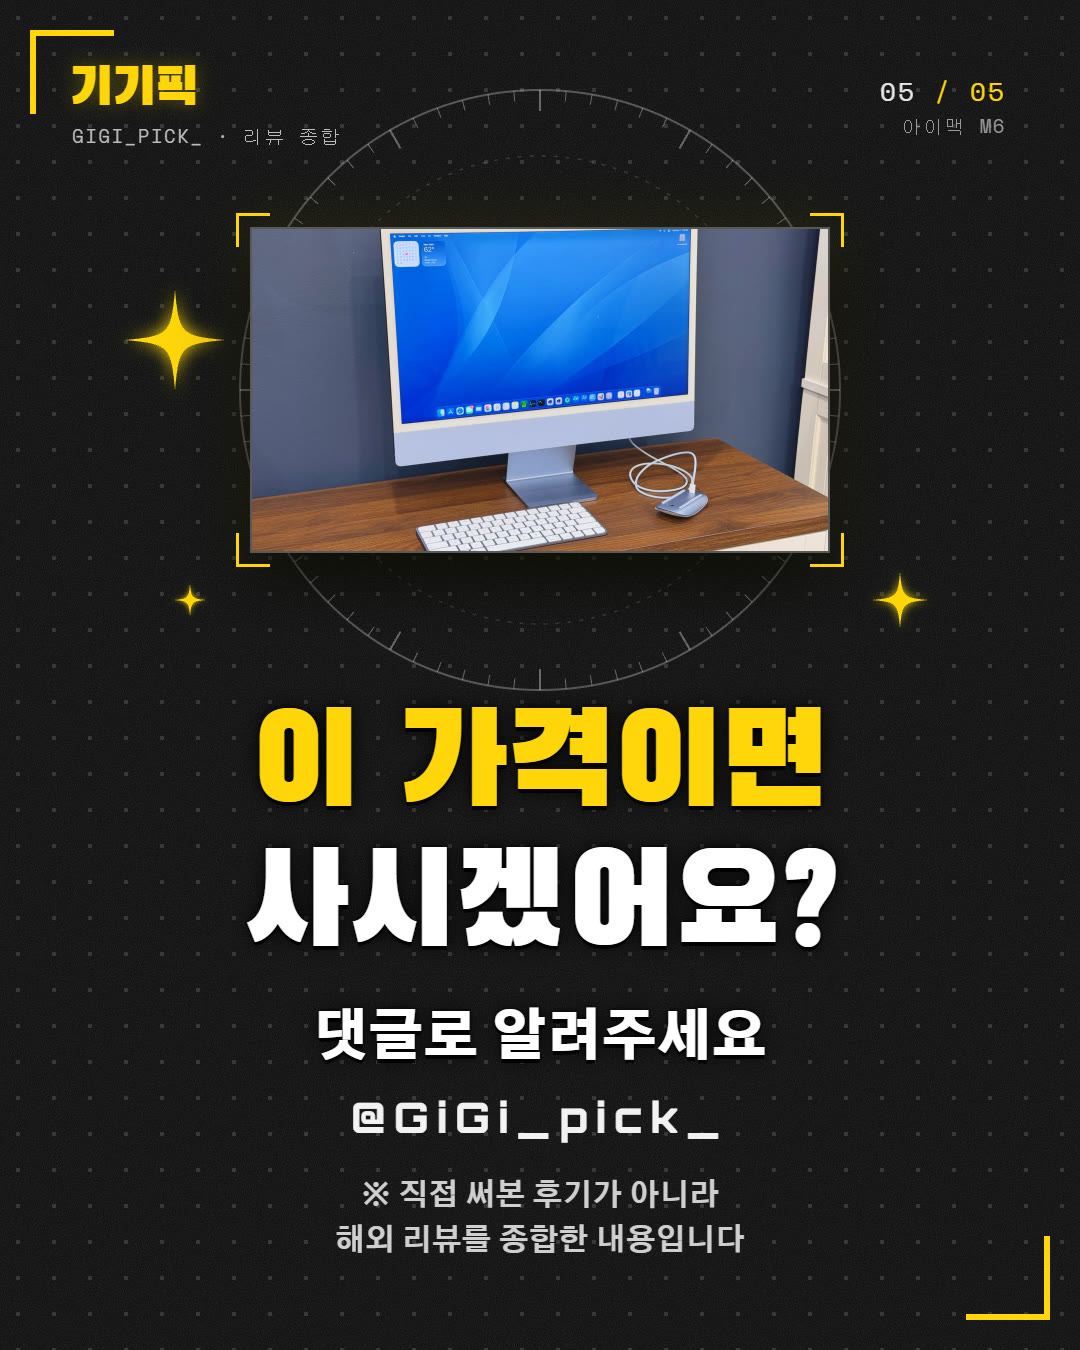 기기픽
GIGI_PICK_ · 리뷰 종합
05 / 05
아이맥 M6
이 가격이면
사시겠어요?
댓글로 알려주세요
@GiGi_pick_
※ 직접 써본 후기가 아니라
해외 리뷰를 종합한 내용입니다